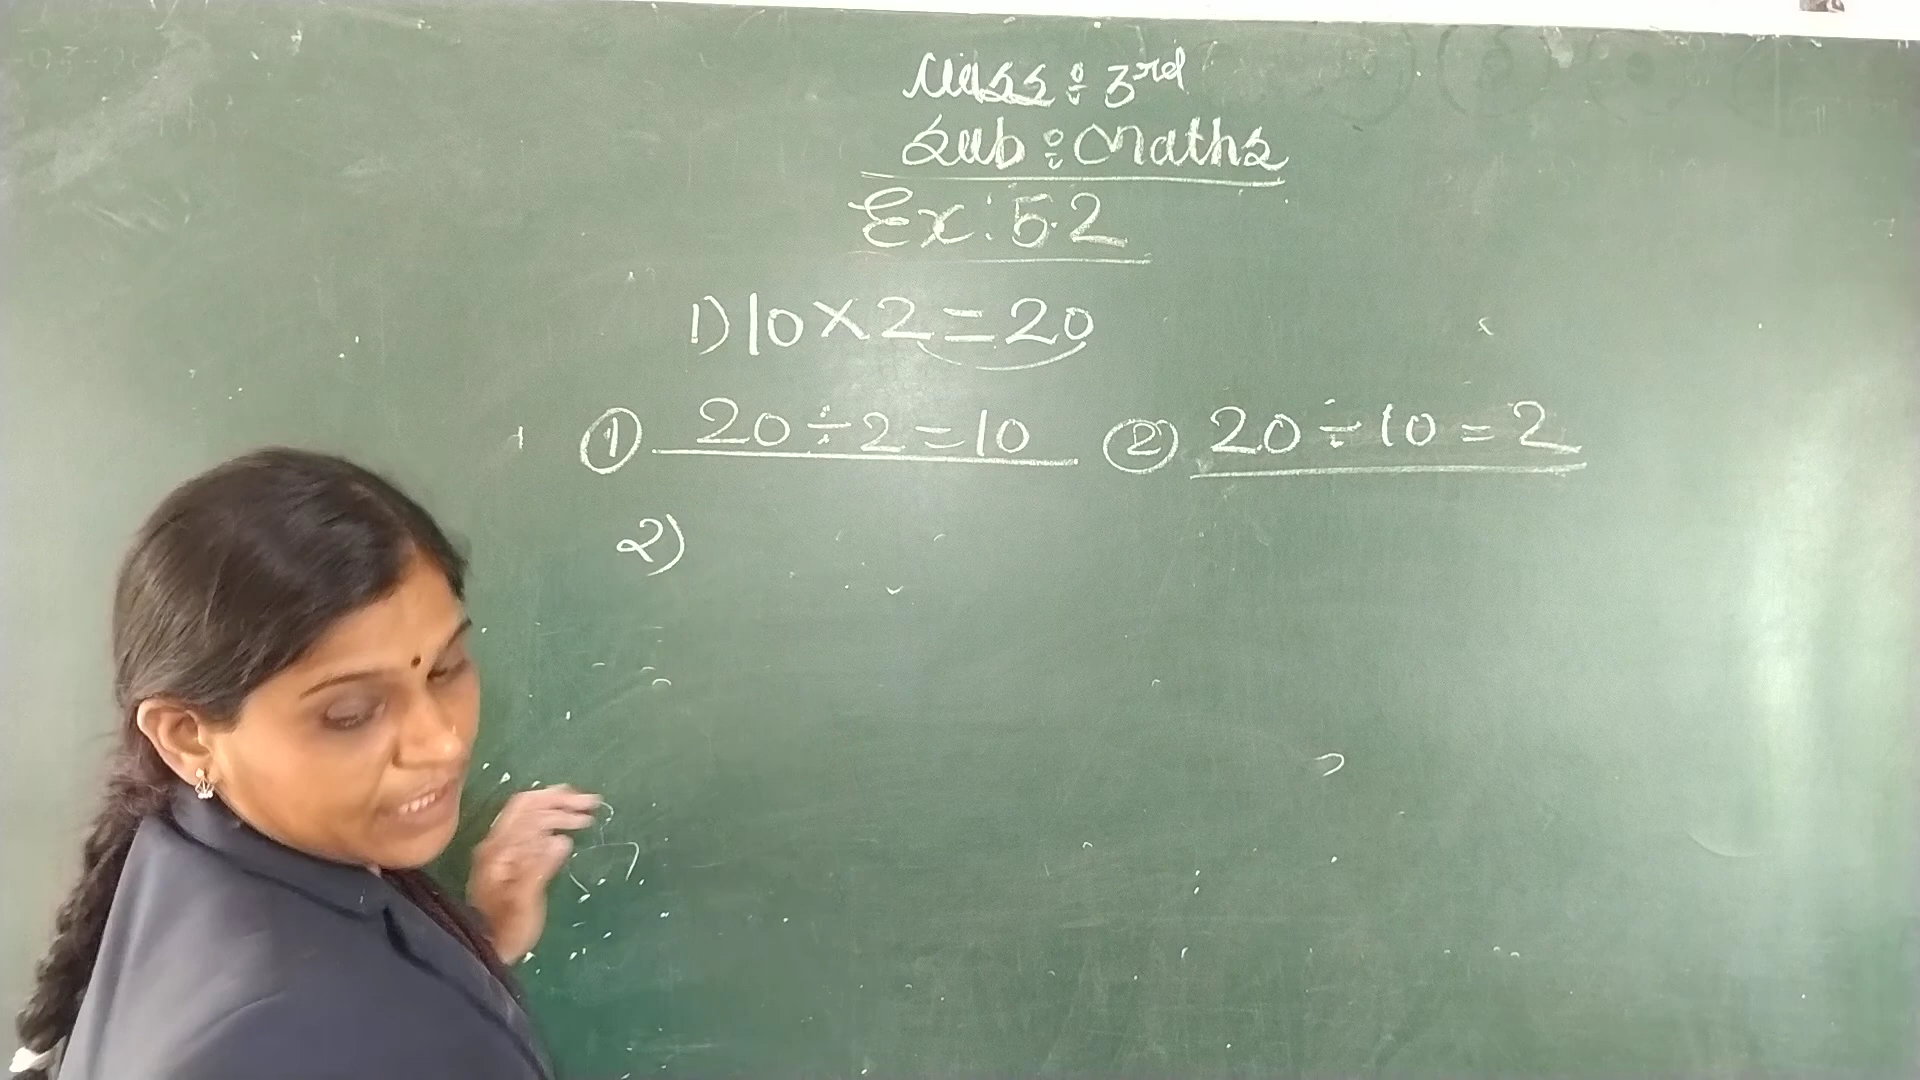 Class : 3rd
Sub : Maths
Ex : 5.2
1) 10 × 2 = 20
① 20 ÷ 2 = 10 ② 20 ÷ 10 = 2
2)